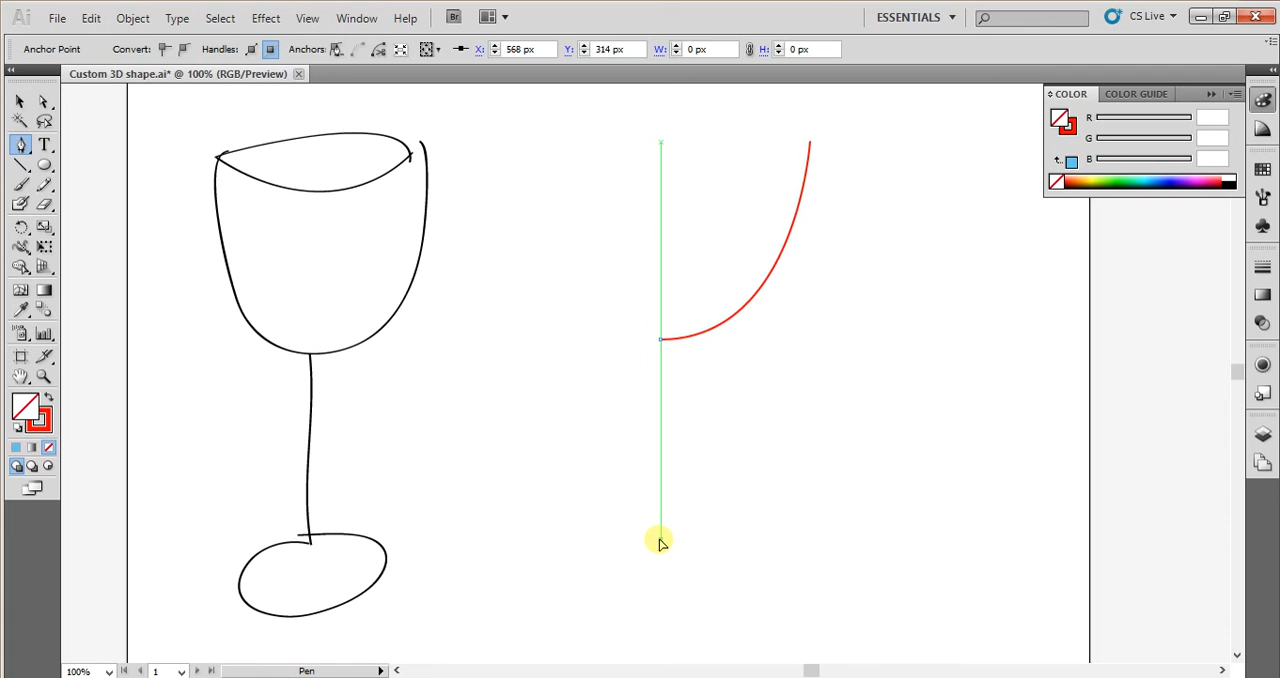 Ai File Edit Object Type Select Effect View Window Help Br ESSENTIALS CS Live
Anchor Point Convert: Handles: Anchors: X: 568 px Y: 314 px W: 0 px H: 0 px
Custom 3D shape.ai* @ 100% (RGB/Preview)
COLOR COLOR GUIDE
R
G
B
T
100% 1 Pen